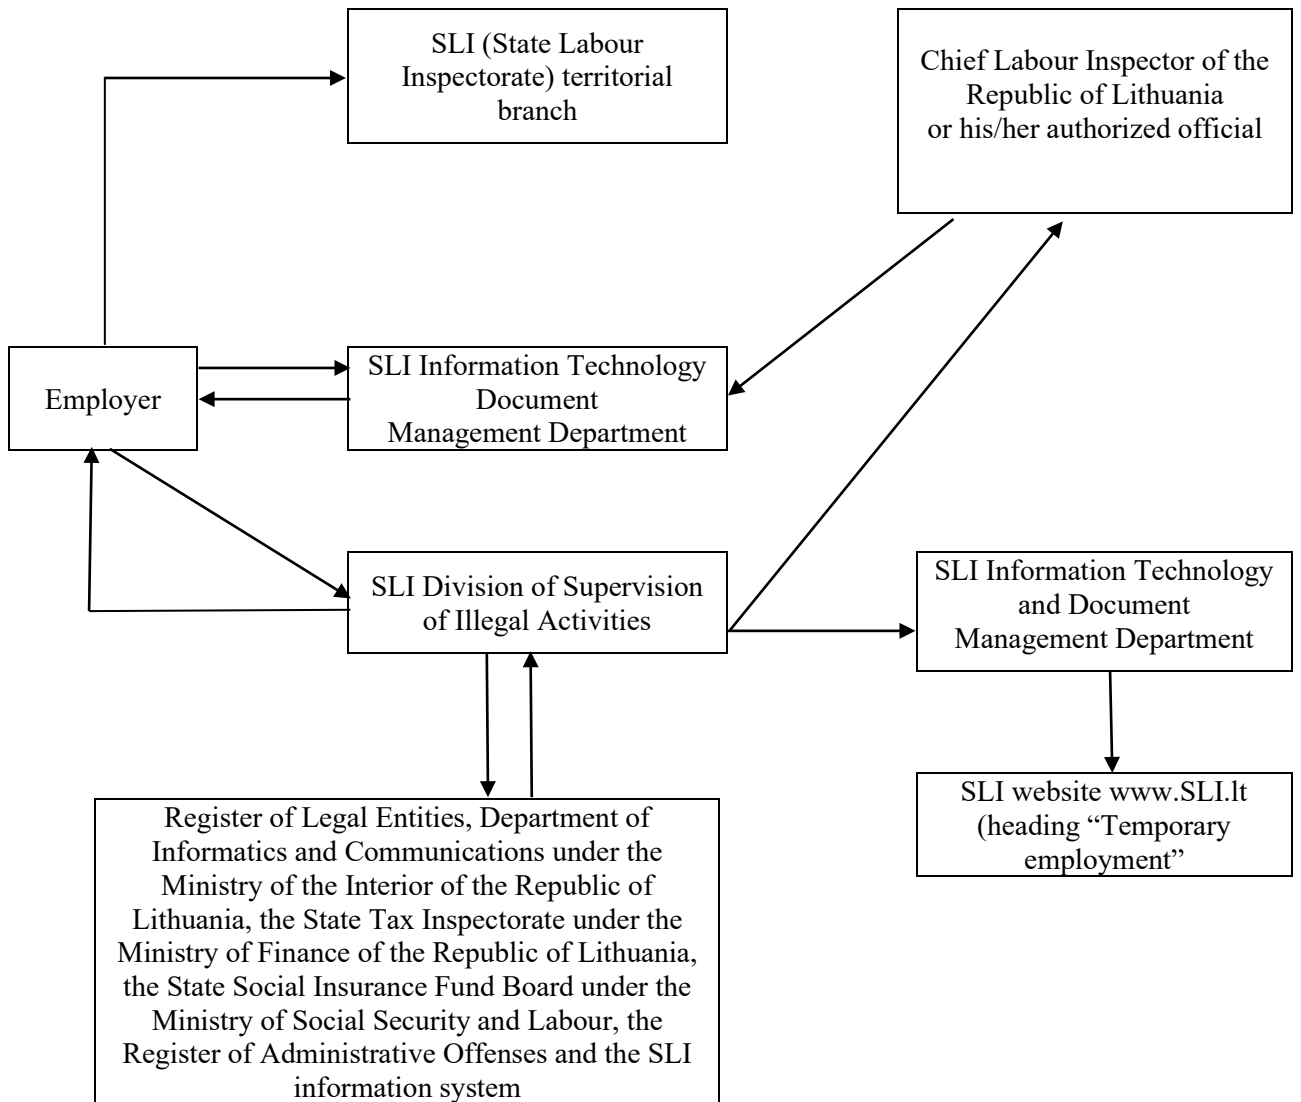 SLI (State Labour
Inspectorate) territorial
branch
Chief Labour Inspector of the
Republic of Lithuania
or his/her authorized official
Employer
SLI Information Technology
Document
Management Department
SLI Division of Supervision
of Illegal Activities
SLI Information Technology
and Document
Management Department
SLI website www.SLI.lt
(heading “Temporary
employment”
Register of Legal Entities, Department of
Informatics and Communications under the
Ministry of the Interior of the Republic of
Lithuania, the State Tax Inspectorate under the
Ministry of Finance of the Republic of Lithuania,
the State Social Insurance Fund Board under the
Ministry of Social Security and Labour, the
Register of Administrative Offenses and the SLI
information system